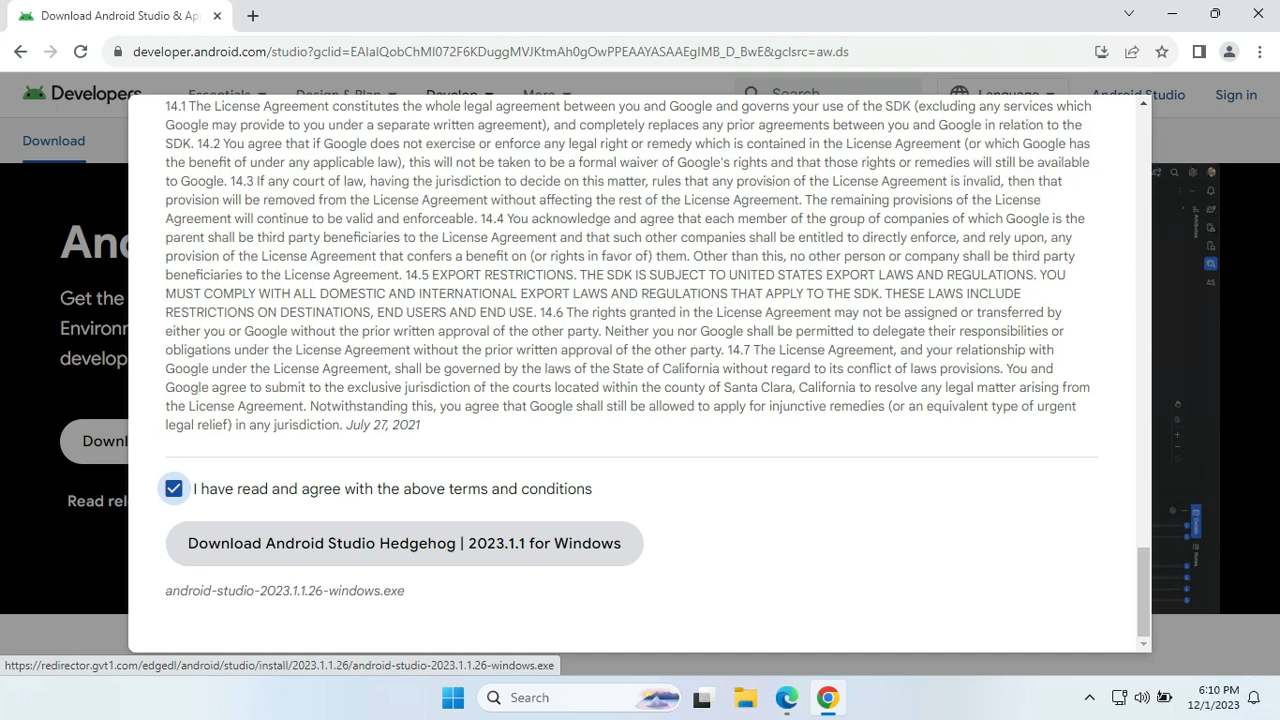 Download Android Studio & Ap
developer.android.com/studio?gclid=EAIaIQobChMI072F6KDuggMVJKtmAh0gOwPPEAAYASAAEgIMB_D_BwE&gclsrc=aw.ds
Developers Essentials Design & Plan Develop More Search Language Android Studio Sign in
Download
And
Get the
Environm
develop
Downl
Read rel
14.1 The License Agreement constitutes the whole legal agreement between you and Google and governs your use of the SDK (excluding any services which
Google may provide to you under a separate written agreement), and completely replaces any prior agreements between you and Google in relation to the
SDK. 14.2 You agree that if Google does not exercise or enforce any legal right or remedy which is contained in the License Agreement (or which Google has
the benefit of under any applicable law), this will not be taken to be a formal waiver of Google's rights and that those rights or remedies will still be available
to Google. 14.3 If any court of law, having the jurisdiction to decide on this matter, rules that any provision of the License Agreement is invalid, then that
provision will be removed from the License Agreement without affecting the rest of the License Agreement. The remaining provisions of the License
Agreement will continue to be valid and enforceable. 14.4 You acknowledge and agree that each member of the group of companies of which Google is the
parent shall be third party beneficiaries to the License Agreement and that such other companies shall be entitled to directly enforce, and rely upon, any
provision of the License Agreement that confers a benefit on (or rights in favor of) them. Other than this, no other person or company shall be third party
beneficiaries to the License Agreement. 14.5 EXPORT RESTRICTIONS. THE SDK IS SUBJECT TO UNITED STATES EXPORT LAWS AND REGULATIONS. YOU
MUST COMPLY WITH ALL DOMESTIC AND INTERNATIONAL EXPORT LAWS AND REGULATIONS THAT APPLY TO THE SDK. THESE LAWS INCLUDE
RESTRICTIONS ON DESTINATIONS, END USERS AND END USE. 14.6 The rights granted in the License Agreement may not be assigned or transferred by
either you or Google without the prior written approval of the other party. Neither you nor Google shall be permitted to delegate their responsibilities or
obligations under the License Agreement without the prior written approval of the other party. 14.7 The License Agreement, and your relationship with
Google under the License Agreement, shall be governed by the laws of the State of California without regard to its conflict of laws provisions. You and
Google agree to submit to the exclusive jurisdiction of the courts located within the county of Santa Clara, California to resolve any legal matter arising from
the License Agreement. Notwithstanding this, you agree that Google shall still be allowed to apply for injunctive remedies (or an equivalent type of urgent
legal relief) in any jurisdiction. July 27, 2021
I have read and agree with the above terms and conditions
Download Android Studio Hedgehog | 2023.1.1 for Windows
android-studio-2023.1.1.26-windows.exe
https://redirector.gvt1.com/edgedl/android/studio/install/2023.1.1.26/android-studio-2023.1.1.26-windows.exe
Search
6:10 PM
12/1/2023